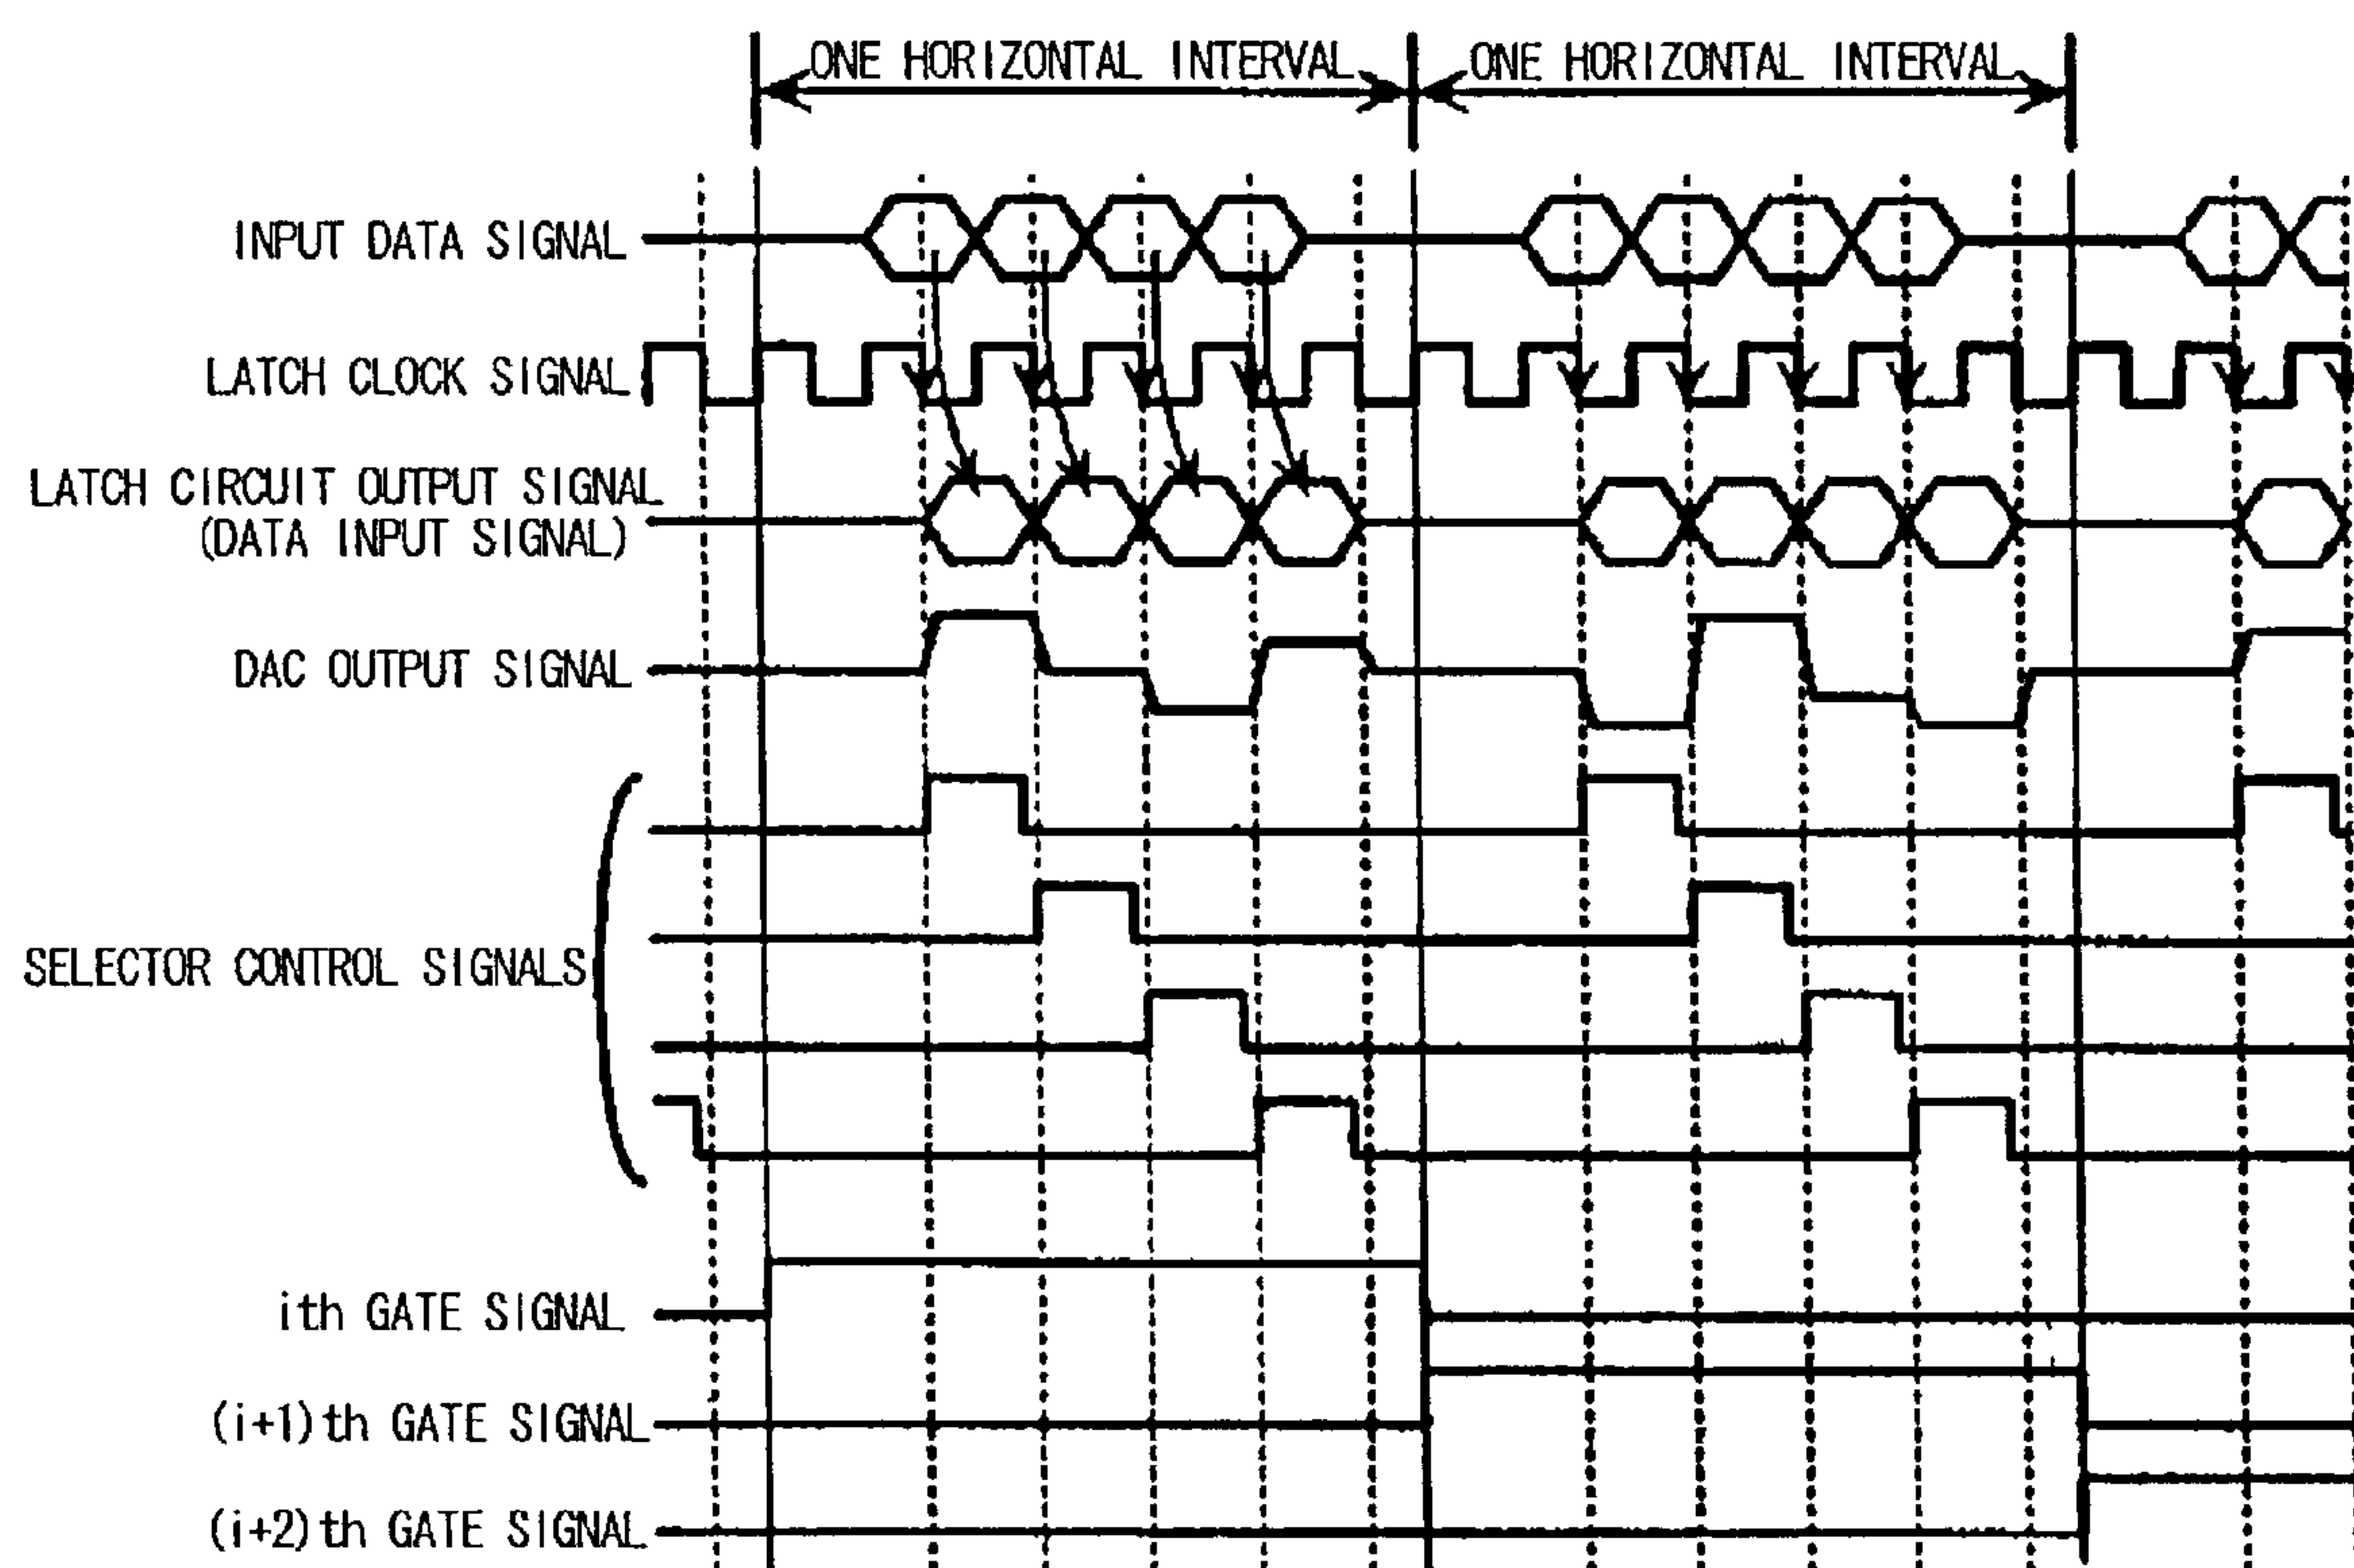 ONE HORIZONTAL INTERVAL
ONE HORIZONTAL INTERVAL
INPUT DATA SIGNAL
LATCH CLOCK SIGNAL
LATCH CIRCUIT OUTPUT SIGNAL
(DATA INPUT SIGNAL)
DAC OUTPUT SIGNAL
SELECTOR CONTROL SIGNALS
ith GATE SIGNAL
(i+1)th GATE SIGNAL
(i+2)th GATE SIGNAL